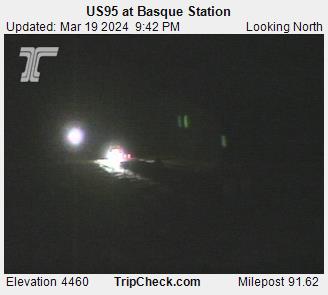 US95 at Basque Station
Updated: Mar 19 2024 9:42 PM Looking North
Elevation 4460 TripCheck.com Milepost 91.62